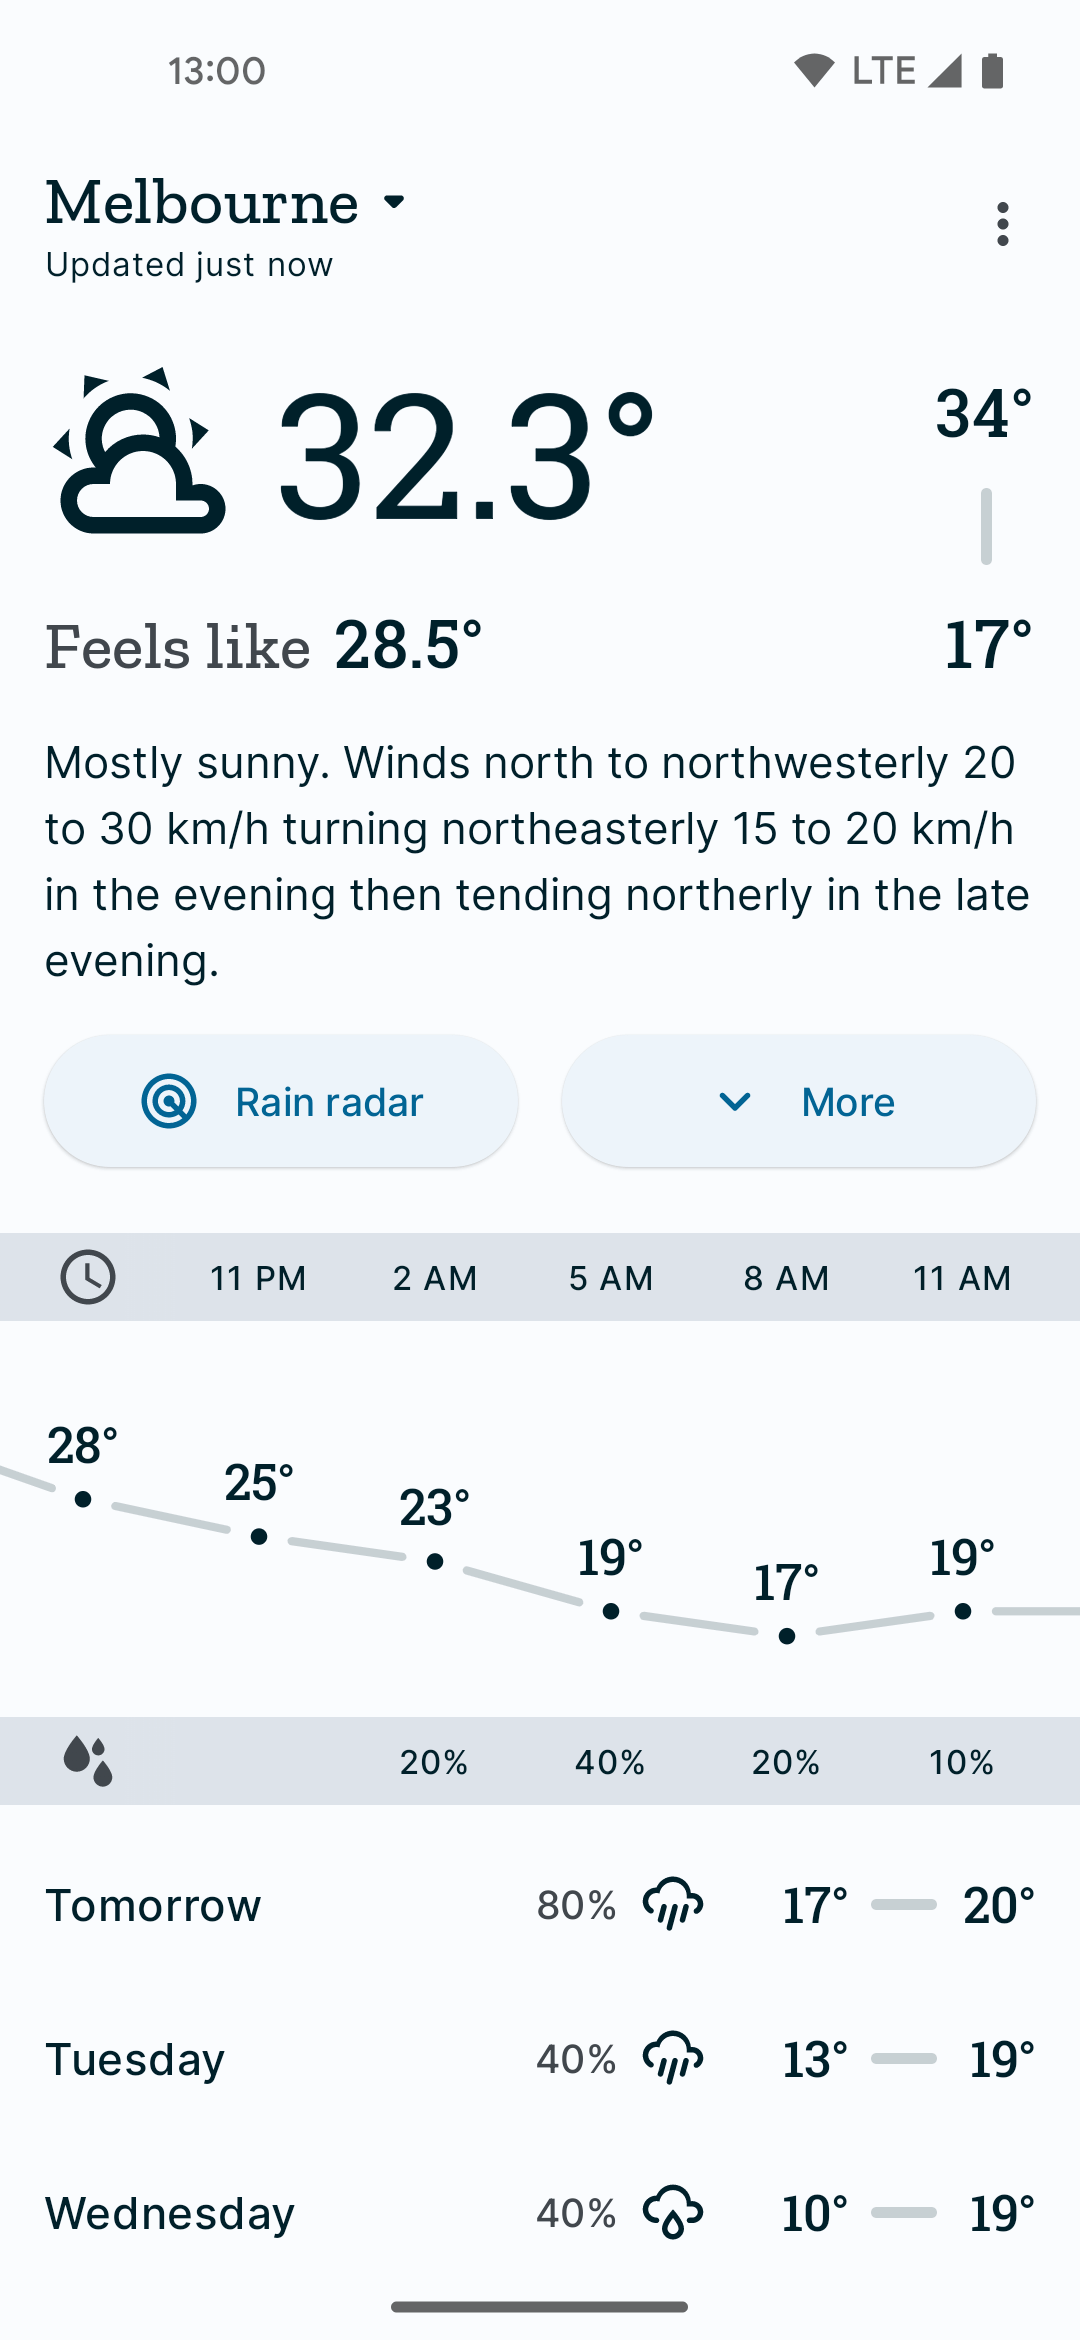 13:00 LTE
Melbourne
Updated just now
32.3°
34°
Feels like 28.5°
17°
Mostly sunny. Winds north to northwesterly 20
to 30 km/h turning northeasterly 15 to 20 km/h
in the evening then tending northerly in the late
evening.
Rain radar
More
11 PM 2 AM 5 AM 8 AM 11 AM
28° 25° 23° 19° 17° 19°
20% 40% 20% 10%
Tomorrow 80% 17° 20°
Tuesday 40% 13° 19°
Wednesday 40% 10° 19°